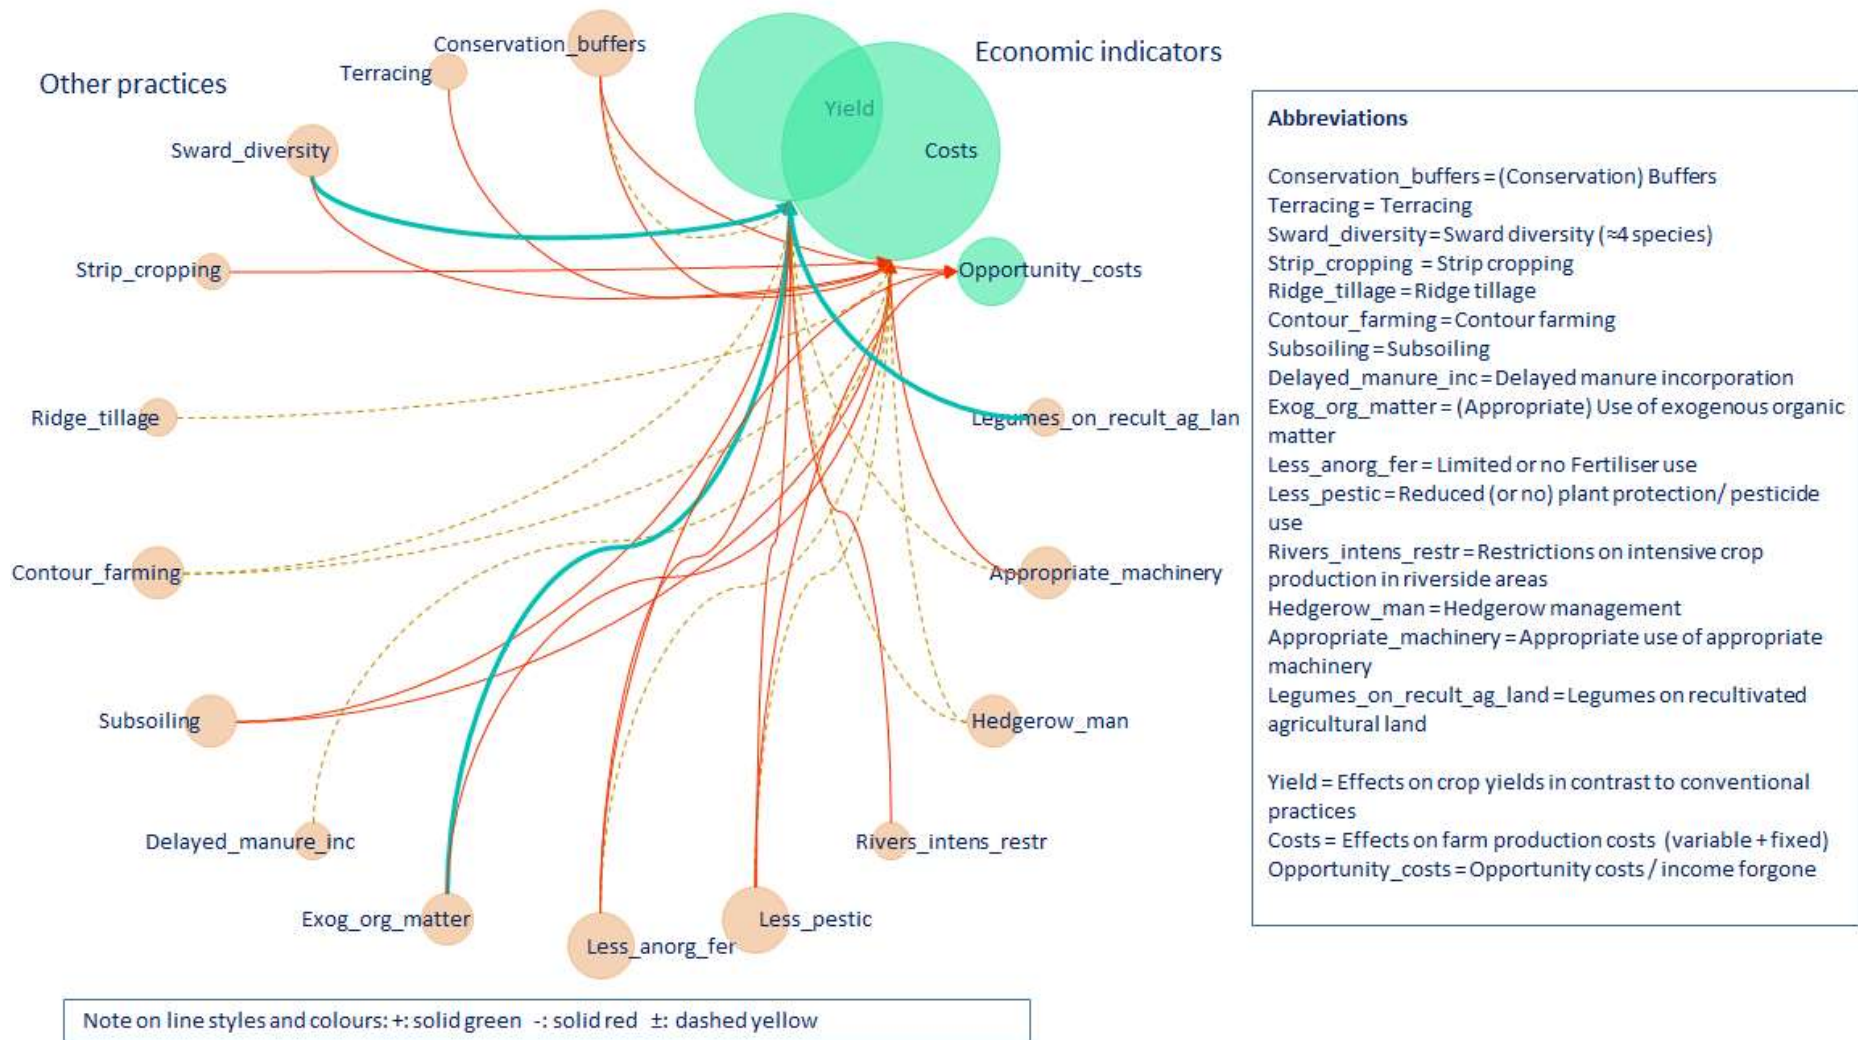 Other practices
Economic indicators
Conservation_buffers
Terracing
Sward_diversity
Strip_cropping
Ridge_tillage
Contour_farming
Subsoiling
Delayed_manure_inc
Exog_org_matter
Less_anorg_fer
Less_pestic
Rivers_intens_restr
Hedgerow_man
Appropriate_machinery
Legumes_on_recult_ag_lan
Opportunity_costs
Costs
Yield
Abbreviations
Conservation_buffers = (Conservation) Buffers
Terracing = Terracing
Sward_diversity = Sward diversity (≈4 species)
Strip_cropping = Strip cropping
Ridge_tillage = Ridge tillage
Contour_farming = Contour farming
Subsoiling = Subsoiling
Delayed_manure_inc = Delayed manure incorporation
Exog_org_matter = (Appropriate) Use of exogenous organic
matter
Less_anorg_fer = Limited or no Fertiliser use
Less_pestic = Reduced (or no) plant protection/ pesticide
use
Rivers_intens_restr = Restrictions on intensive crop
production in riverside areas
Hedgerow_man = Hedgerow management
Appropriate_machinery = Appropriate use of appropriate
machinery
Legumes_on_recult_ag_land = Legumes on recultivated
agricultural land
Yield = Effects on crop yields in contrast to conventional
practices
Costs = Effects on farm production costs (variable + fixed)
Opportunity_costs = Opportunity costs / income forgone
Note on line styles and colours: +: solid green -: solid red ±: dashed yellow